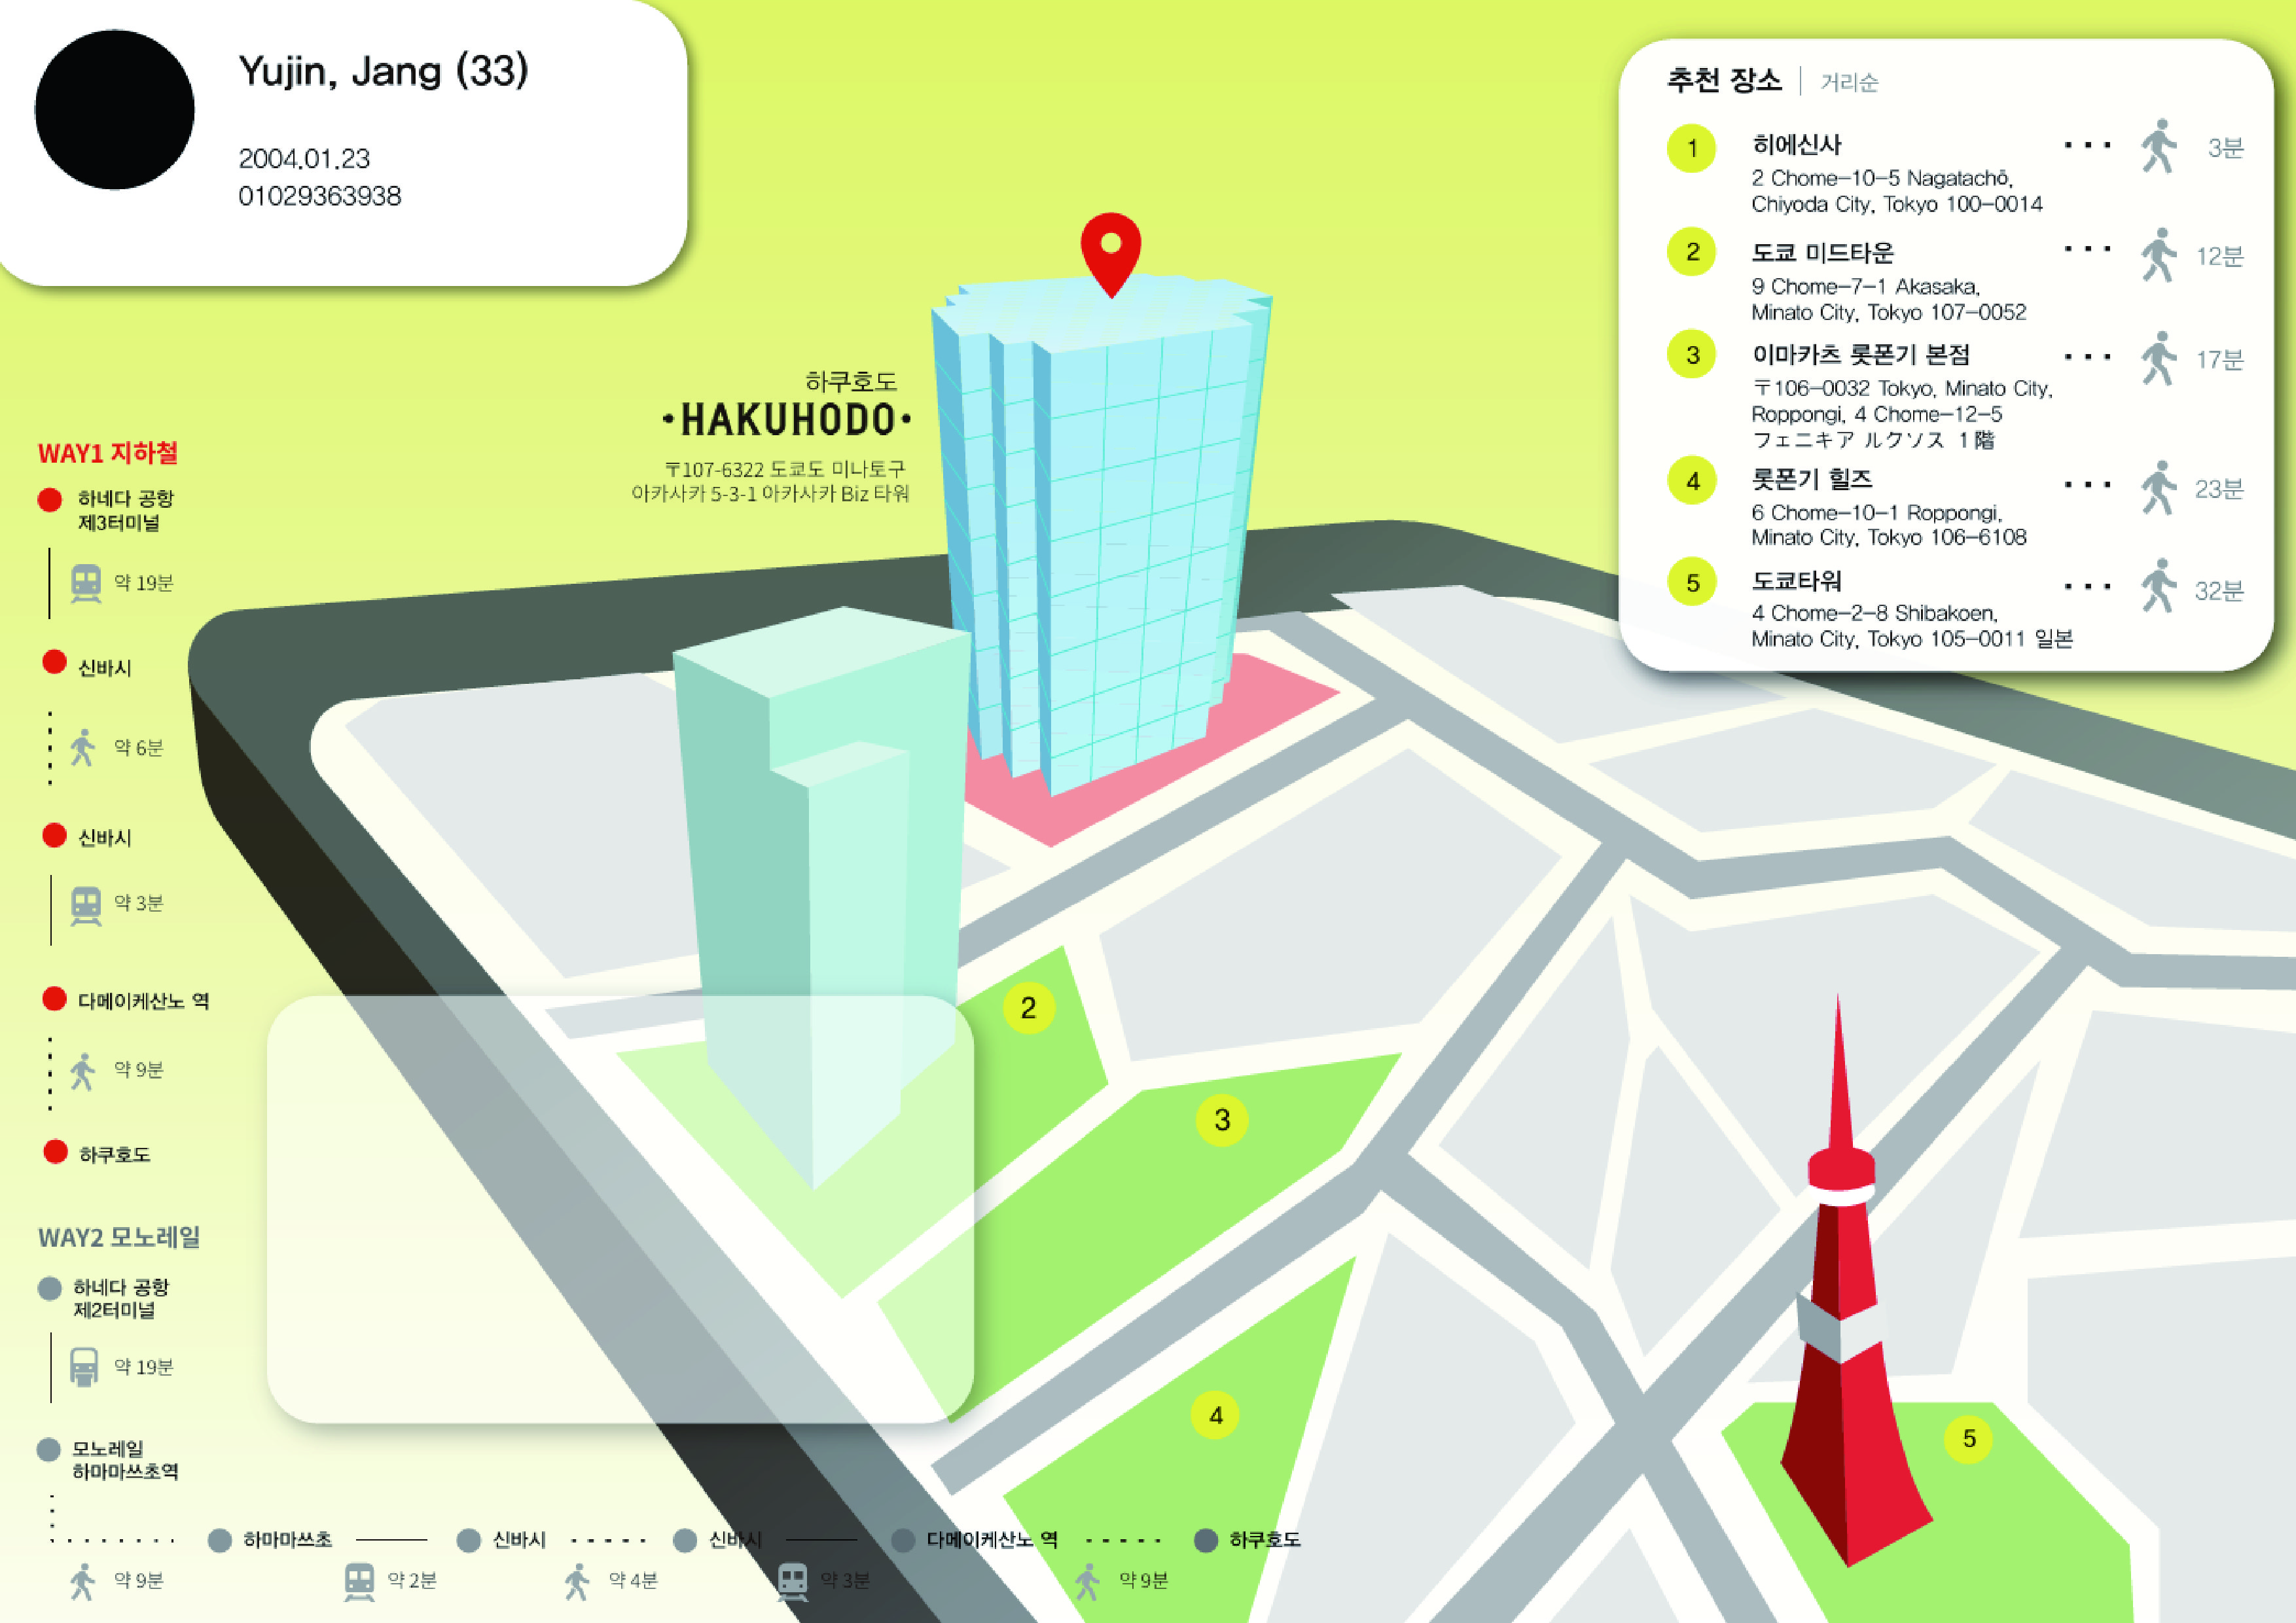 Yujin, Jang (33)
2004.01.23
01029363938
추천 장소 | 거리순
1 히에신사 ··· 3분
2 Chome-10-5 Nagatachō,
Chiyoda City, Tokyo 100-0014
2 도쿄 미드타운 ··· 12분
9 Chome-7-1 Akasaka,
Minato City, Tokyo 107-0052
3 이마카츠 롯폰기 본점 ··· 17분
〒106-0032 Tokyo, Minato City,
Roppongi, 4 Chome-12-5
フェニキア ルクソス 1階
4 롯폰기 힐즈 ··· 23분
6 Chome-10-1 Roppongi,
Minato City, Tokyo 106-6108
5 도쿄타워 ··· 32분
4 Chome-2-8 Shibakoen,
Minato City, Tokyo 105-0011 일본
하쿠호도
·HAKUHODO·
〒107-6322 도쿄도 미나토구
아카사카 5-3-1 아카사카 Biz 타워
WAY1 지하철
하네다 공항
제3터미널
약 19분
신바시
약 6분
신바시
약 3분
다메이케산노 역
약 9분
하쿠호도
WAY2 모노레일
하네다 공항
제2터미널
약 19분
모노레일
하마마쓰초역
하마마쓰초 신바시 신바시 다메이케산노 역 하쿠호도
약 9분 약 2분 약 4분 약 3분 약 9분
2
3
4
5